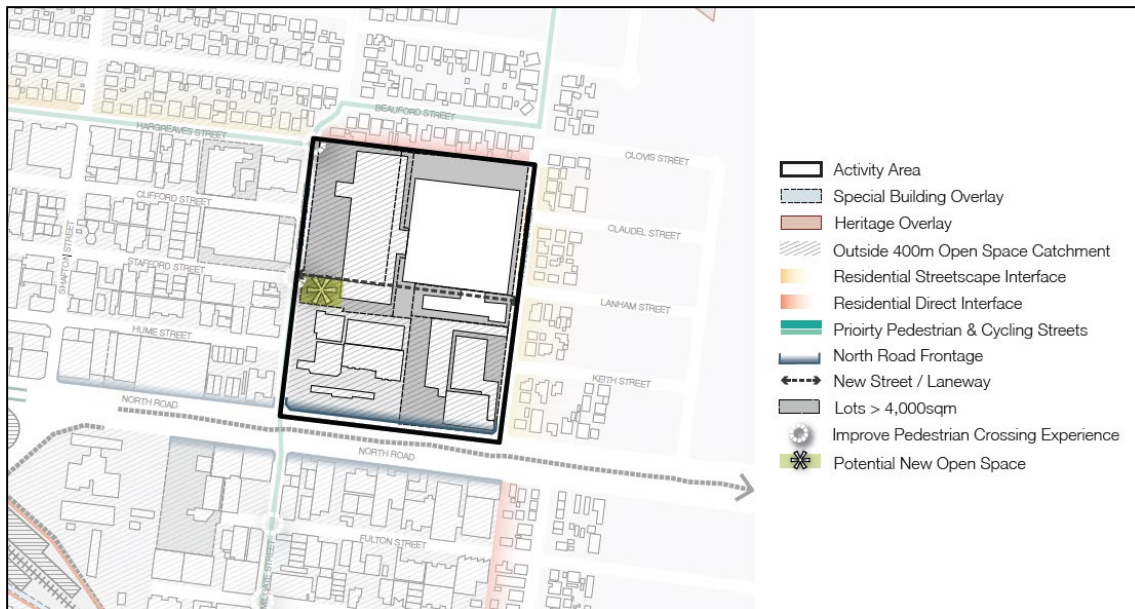 BEAUFORD STREET
HARGREAVES STREET
CLOVIS STREET
CLIFFORD STREET
CLAUDEL STREET
SHAFTON STREET
STAFFORD STREET
LANHAM STREET
HUME STREET
KEITH STREET
NORTH ROAD
NORTH ROAD
FULTON STREET
Activity Area
Special Building Overlay
Heritage Overlay
Outside 400m Open Space Catchment
Residential Streetscape Interface
Residential Direct Interface
Prioirty Pedestrian & Cycling Streets
North Road Frontage
New Street / Laneway
Lots > 4,000sqm
Improve Pedestrian Crossing Experience
Potential New Open Space